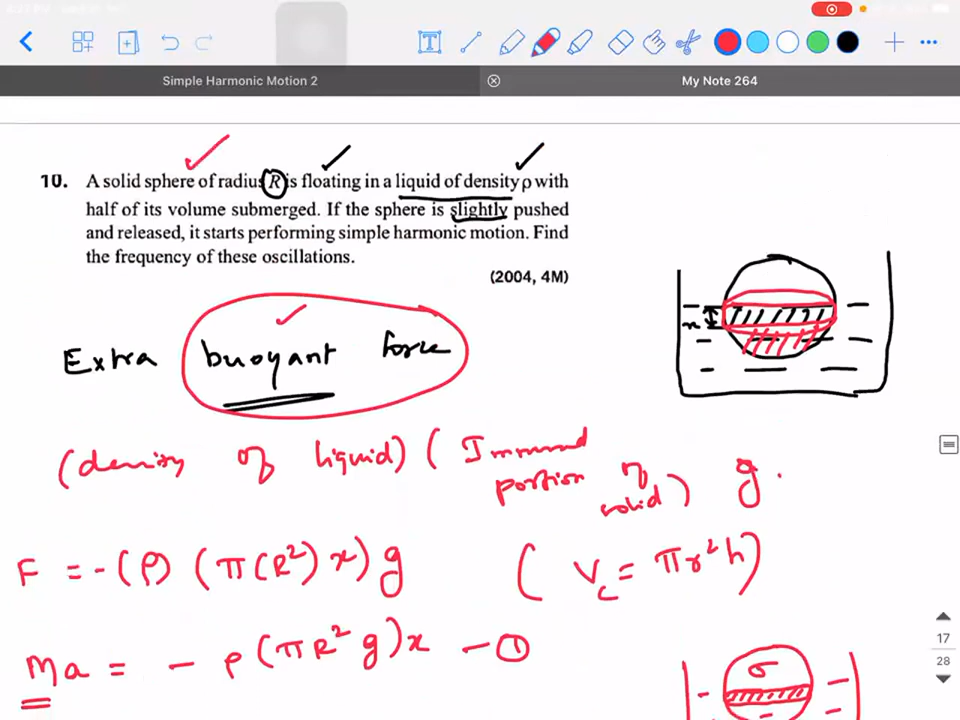 Simple Harmonic Motion 2
My Note 264
10. A solid sphere of radius R is floating in a liquid of density ρ with
half of its volume submerged. If the sphere is slightly pushed
and released, it starts performing simple harmonic motion. Find
the frequency of these oscillations.
(2004, 4M)
x
Extra buoyant force
(density of liquid) (Immersed portion of solid) g.
F = -(ρ) (π(R²) x) g
(V_c = πr²h)
Ma = - ρ(πR²g)x - ①
σ
17
28